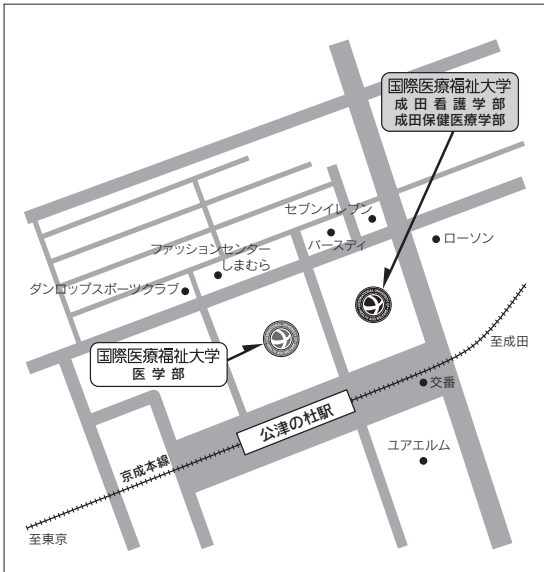 国際医療福祉大学
成田看護学部
成田保健医療学部
セブンイレブン
バースデイ
ローソン
ファッションセンター
しまむら
ダンロップスポーツクラブ
国際医療福祉大学
医学部
至成田
交番
公津の杜駅
ユアエルム
京成本線
至東京